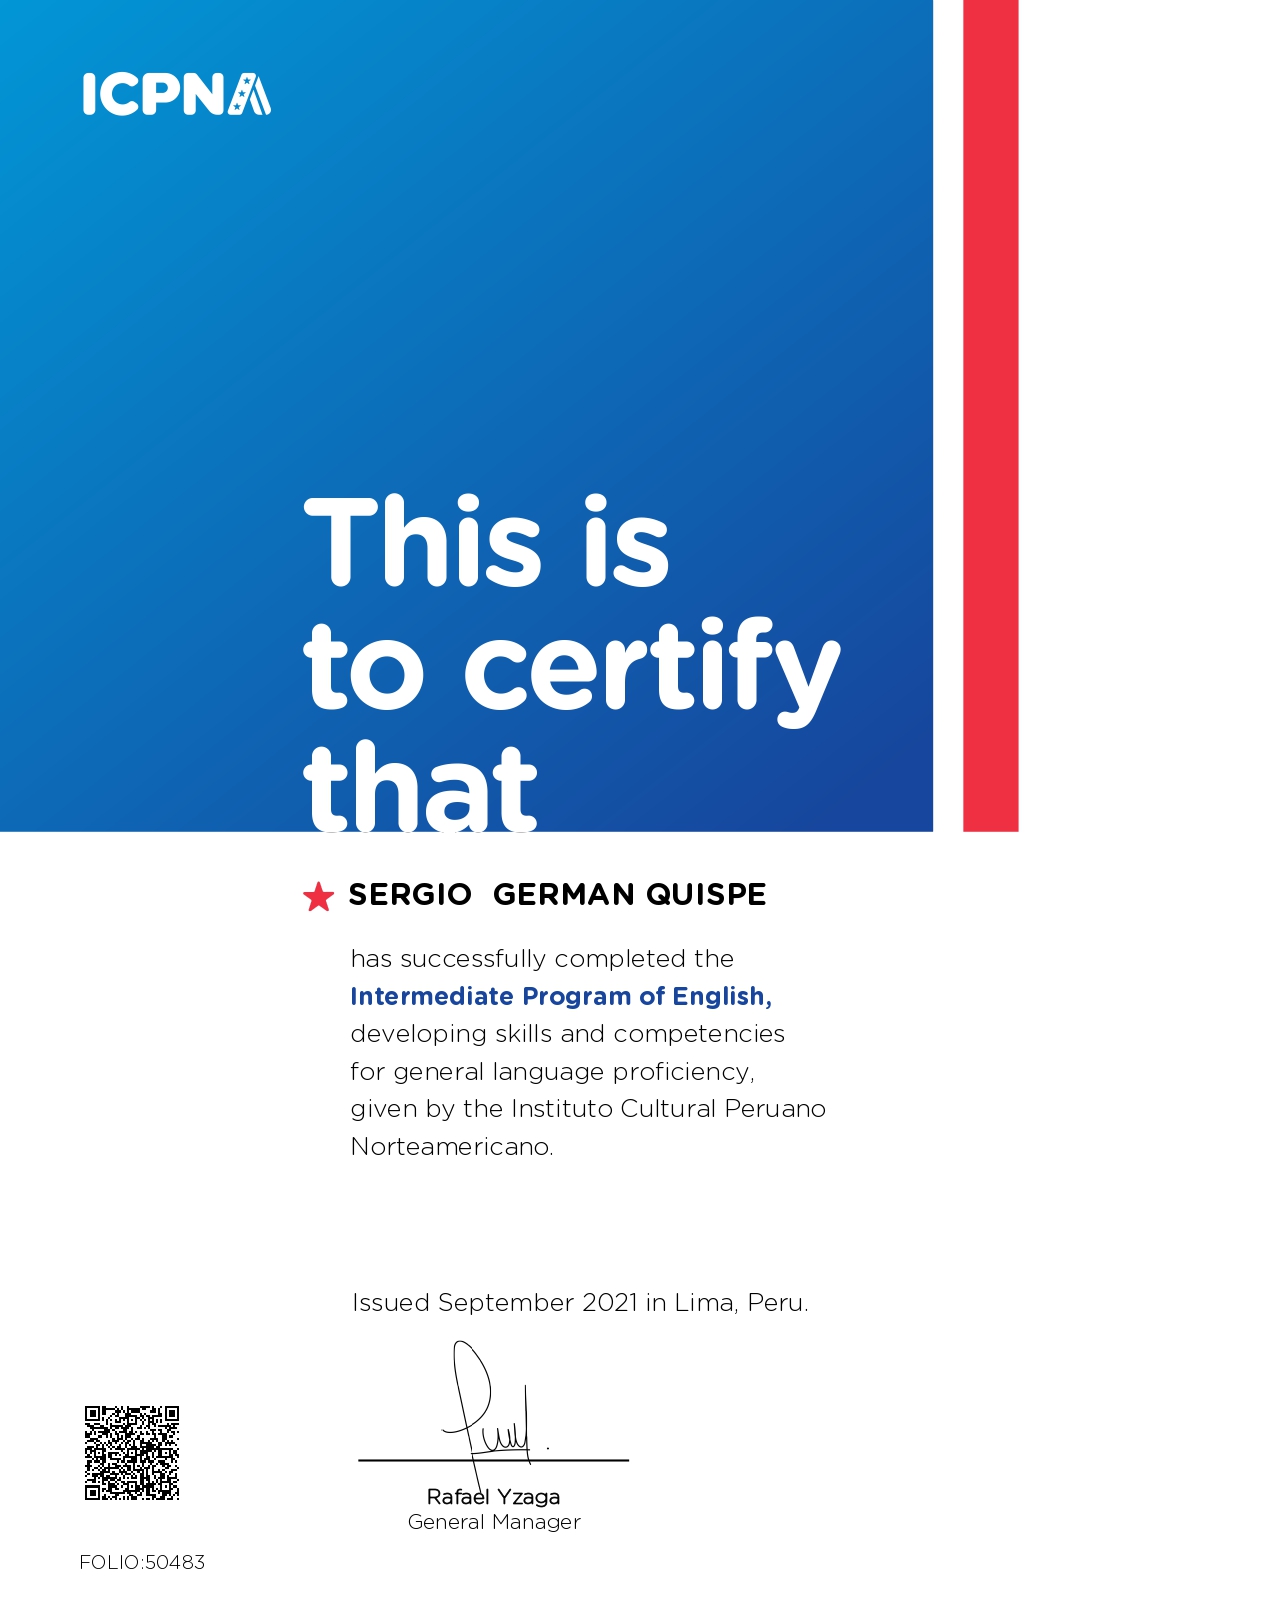 ICPNA
This is
to certify
that
SERGIO  GERMAN QUISPE
has successfully completed the
Intermediate Program of English,
developing skills and competencies
for general language proficiency,
given by the Instituto Cultural Peruano
Norteamericano.
Issued September 2021 in Lima, Peru.
Rafael Yzaga
General Manager
FOLIO:50483